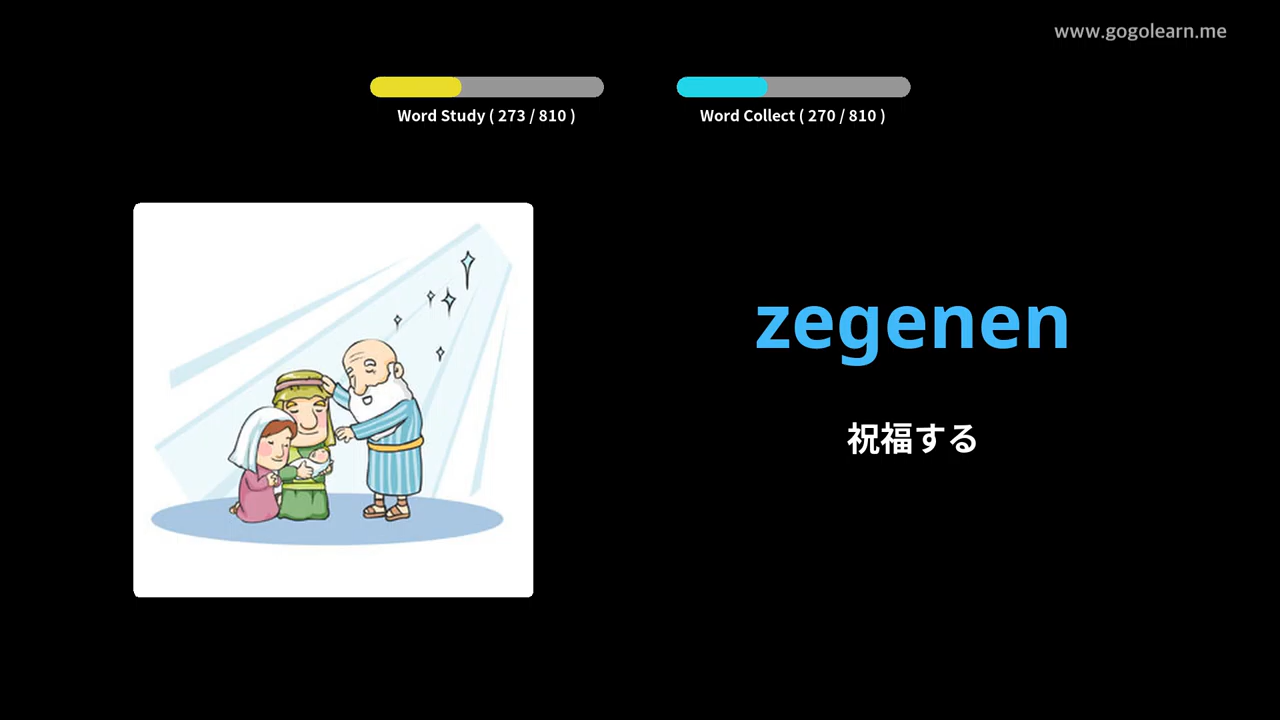 www.gogolearn.me
Word Study ( 273 / 810 )
Word Collect ( 270 / 810 )
zegenen
祝福する